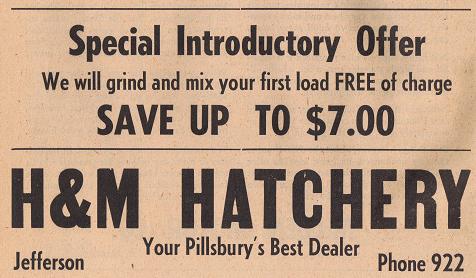 Special Introductory Offer
We will grind and mix your first load FREE of charge
SAVE UP TO $7.00
H&M HATCHERY
Your Pillsbury's Best Dealer
Jefferson
Phone 922